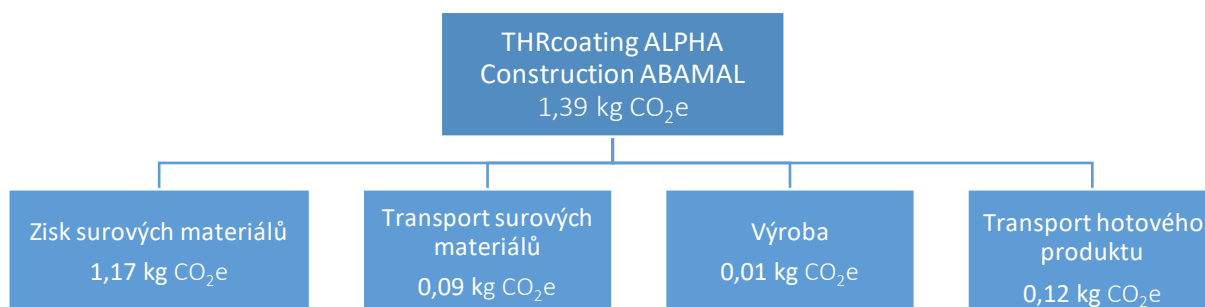 THRcoating ALPHA
Construction ABAMAL
1,39 kg CO₂e
Zisk surových materiálů
1,17 kg CO₂e
Transport surových
materiálů
0,09 kg CO₂e
Výroba
0,01 kg CO₂e
Transport hotového
produktu
0,12 kg CO₂e